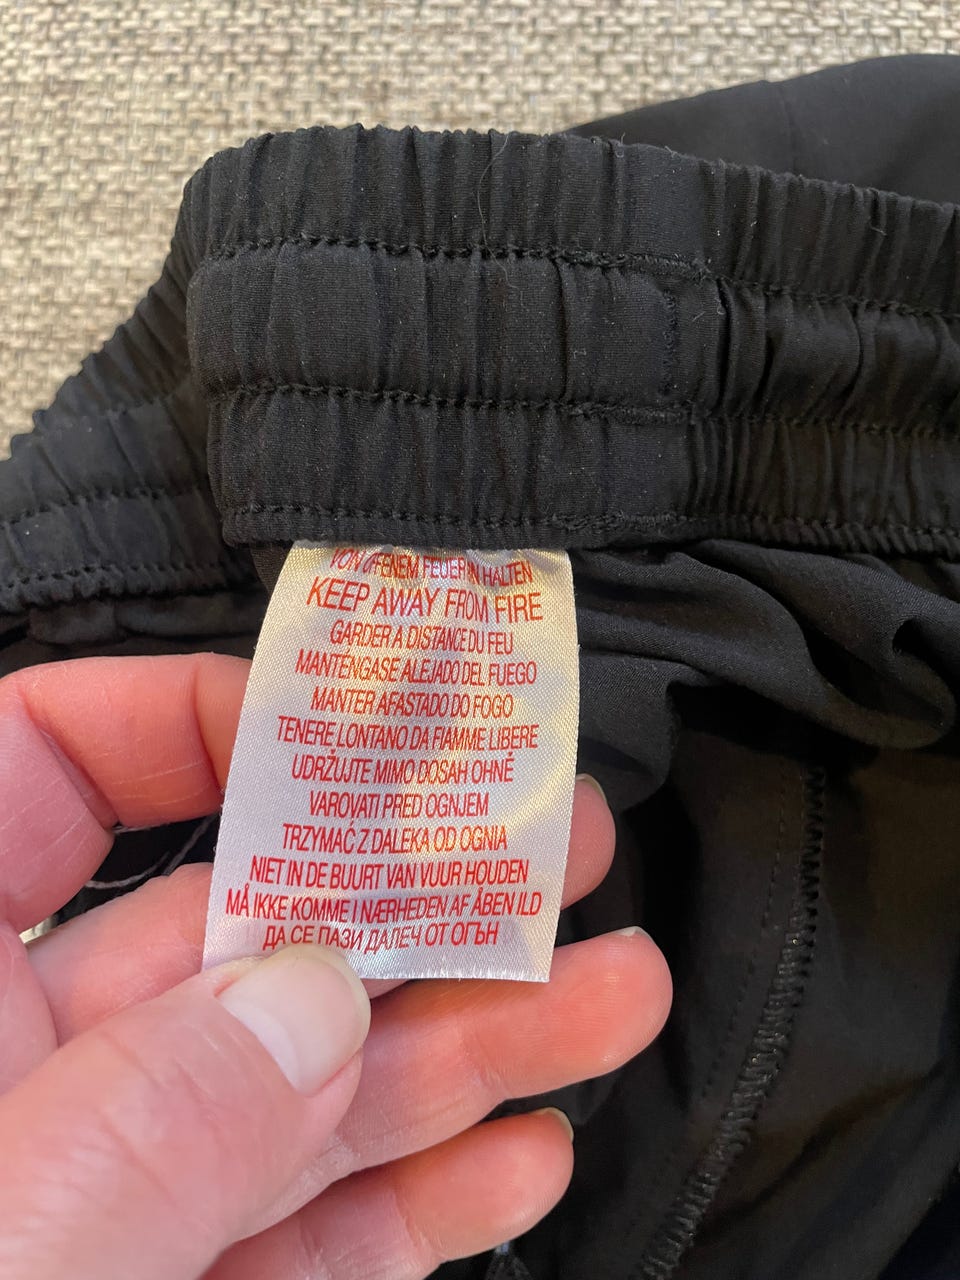 VON OFFENEM FEUER FERN HALTEN
KEEP AWAY FROM FIRE
GARDER A DISTANCE DU FEU
MANTENGASE ALEJADO DEL FUEGO
MANTER AFASTADO DO FOGO
TENERE LONTANO DA FIAMME LIBERE
UDRŽUJTE MIMO DOSAH OHNĚ
VAROVATI PRED OGNJEM
TRZYMAĆ Z DALEKA OD OGNIA
NIET IN DE BUURT VAN VUUR HOUDEN
MÅ IKKE KOMME I NÆRHEDEN AF ÅBEN ILD
ДА СЕ ПАЗИ ДАЛЕЧ ОТ ОГЪН